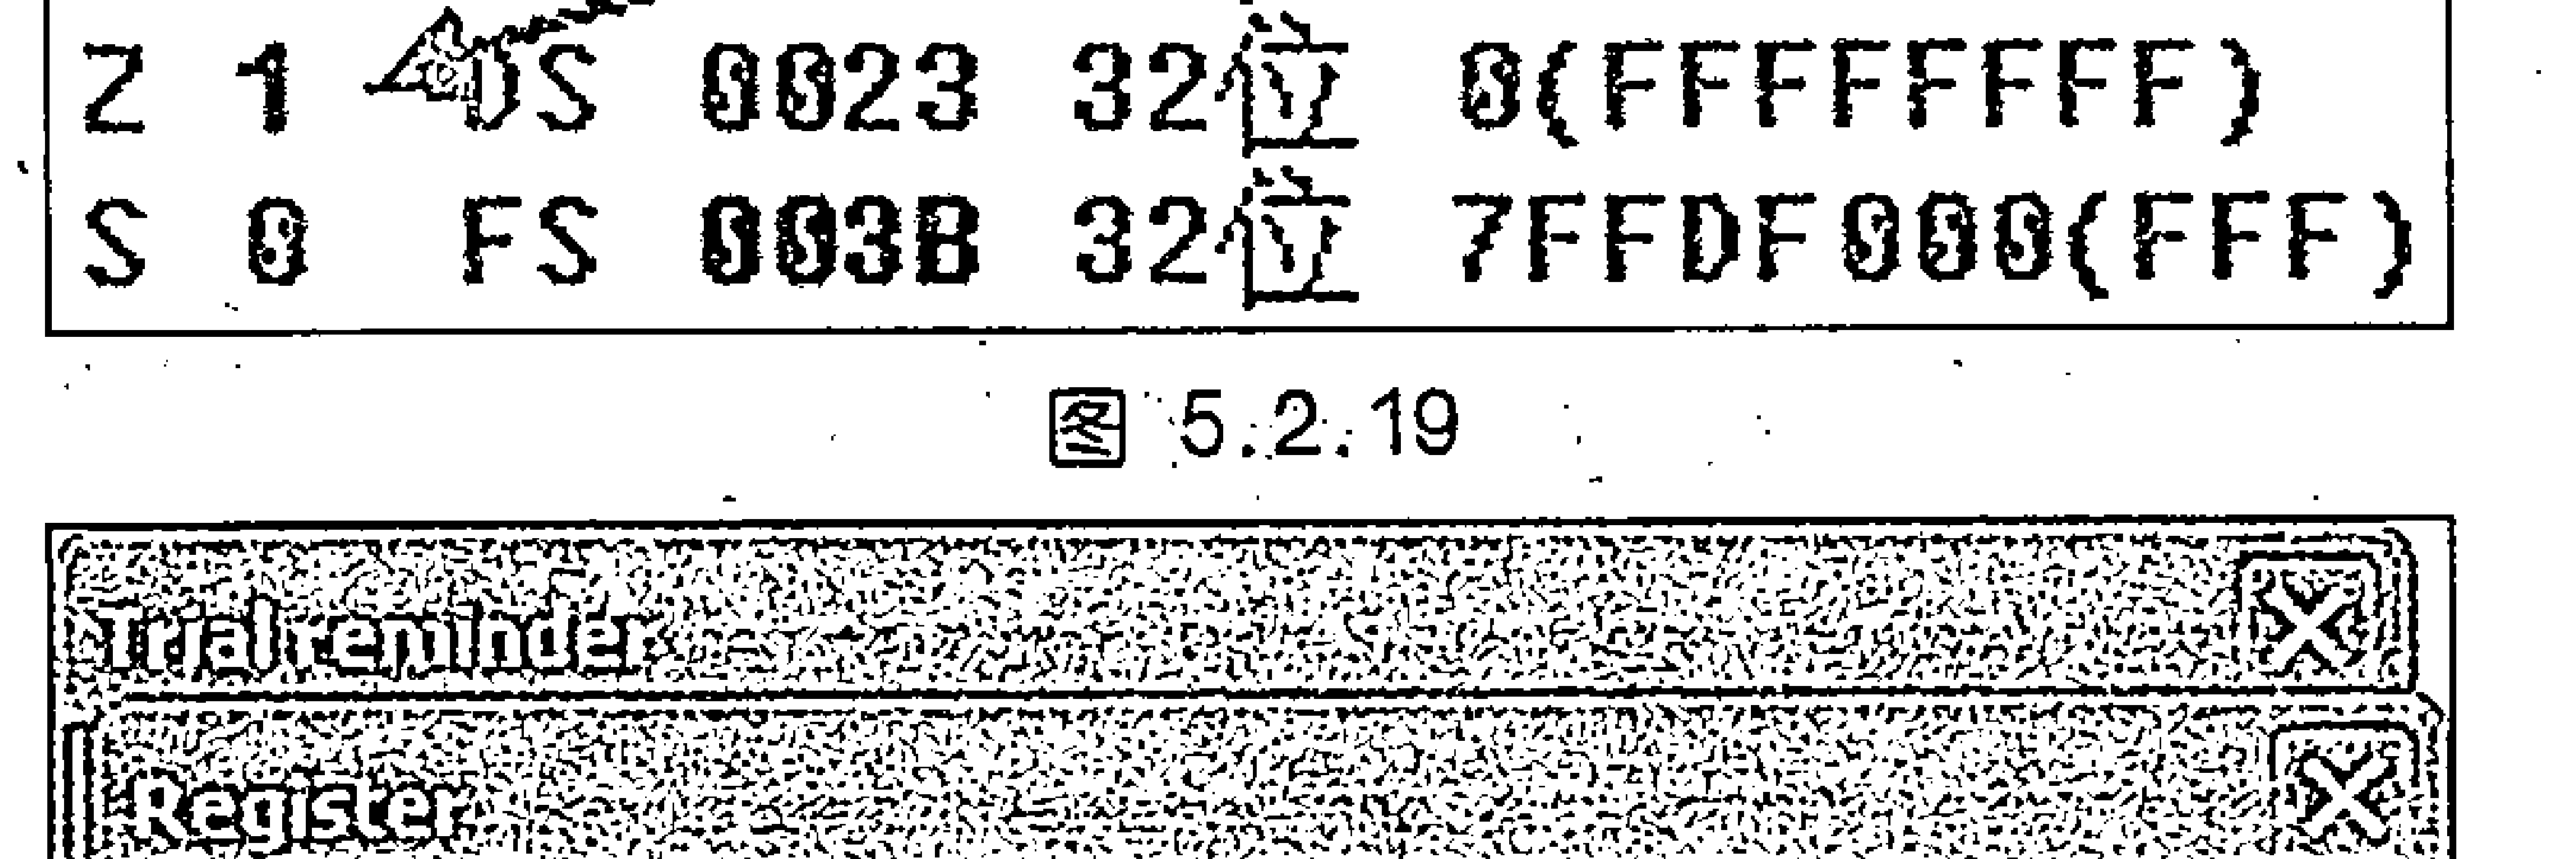 Z 1 DS 0023 32位 0(FFFFFFFF)
S 0 FS 003B 32位 7FFDF000(FFF)
图 5.2.19
Trial reminder
Register